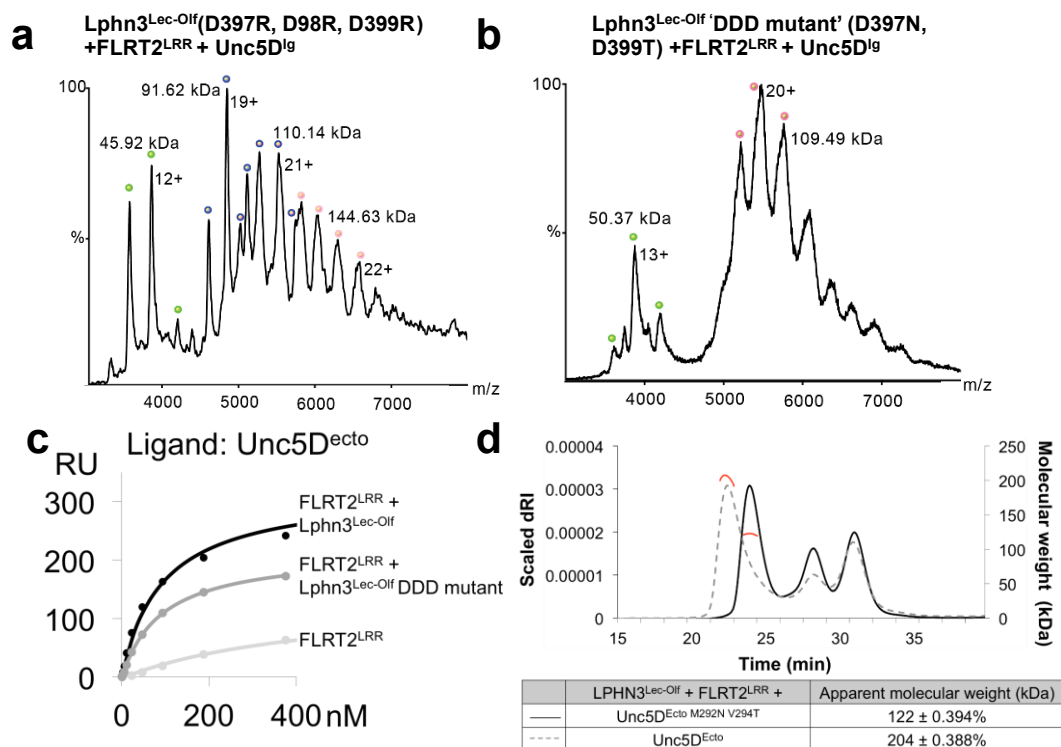 a
Lphn3Lec-Olf(D397R, D98R, D399R)
+FLRT2LRR + Unc5DIg
100
%
45.92 kDa
12+
91.62 kDa
19+
110.14 kDa
21+
144.63 kDa
22+
4000 5000 6000 7000
m/z
b
Lphn3Lec-Olf ‘DDD mutant’ (D397N,
D399T) +FLRT2LRR + Unc5DIg
100
%
50.37 kDa
13+
20+
109.49 kDa
4000 5000 6000 7000
m/z
c
Ligand: Unc5Decto
RU
300
200
100
0
0 200 400 nM
FLRT2LRR +
Lphn3Lec-Olf
FLRT2LRR +
Lphn3Lec-Olf DDD mutant
FLRT2LRR
d
Scaled dRI
0.00004
0.00003
0.00002
0.00001
0
250
200
150
100
50
0
Molecular weight (kDa)
15 20 25 30 35
Time (min)
LPHN3Lec-Olf + FLRT2LRR + Apparent molecular weight (kDa)
Unc5DEcto M292N V294T 122 ± 0.394%
Unc5DEcto 204 ± 0.388%